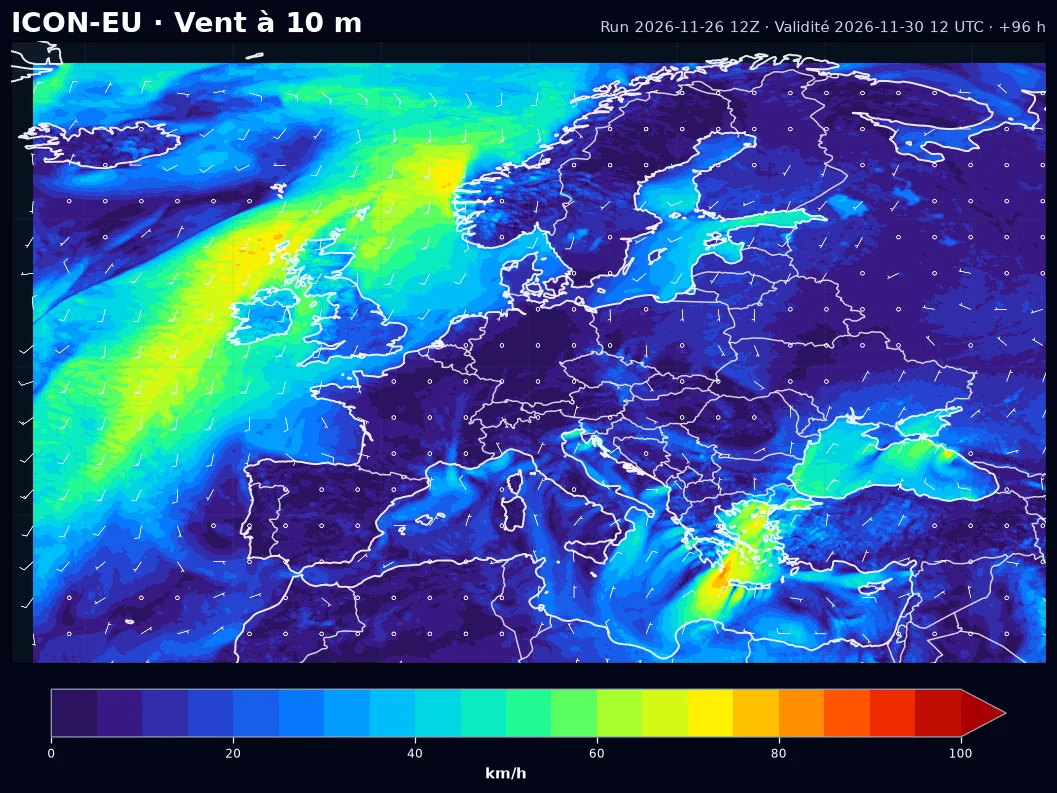 ICON-EU · Vent à 10 m
Run 2026-11-26 12Z · Validité 2026-11-30 12 UTC · +96 h
0 20 40 60 80 100
km/h